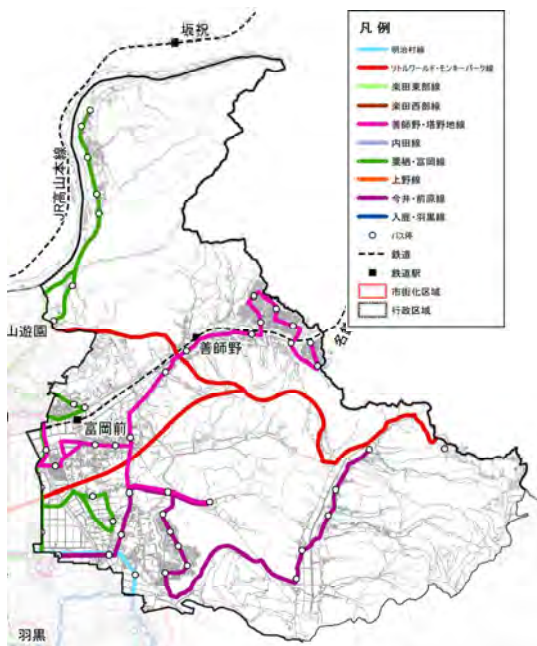 坂祝
JR高山本線
凡例
明治村線
リトルワールド・モンキーパーク線
楽田東部線
楽田西部線
善師野・塔野地線
内田線
栗栖・富岡線
上野線
今井・前原線
入鹿・羽黒線
バス停
鉄道
鉄道駅
市街化区域
行政区域
山遊園
善師野
名
富岡前
羽黒